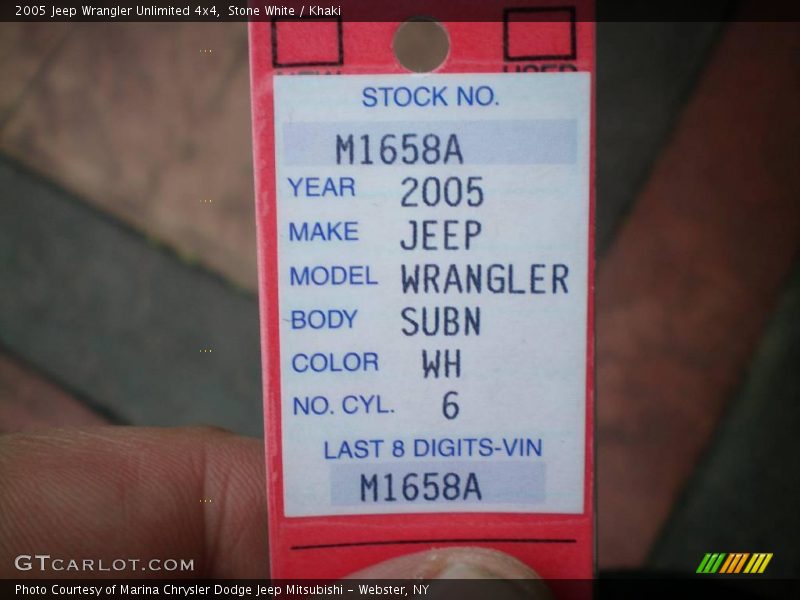 2005 Jeep Wrangler Unlimited 4x4, Stone White / Khaki
NEW USED
STOCK NO.
M1658A
YEAR 2005
MAKE JEEP
MODEL WRANGLER
BODY SUBN
COLOR WH
NO. CYL. 6
LAST 8 DIGITS-VIN
M1658A
GTCARLOT.COM
Photo Courtesy of Marina Chrysler Dodge Jeep Mitsubishi - Webster, NY